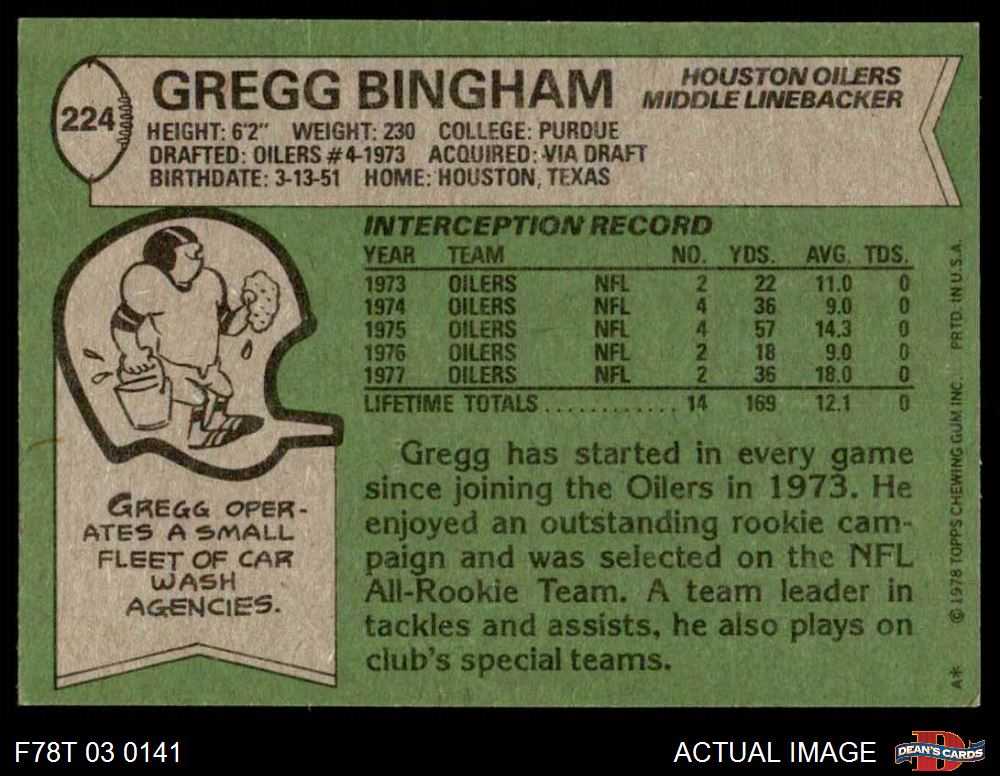 224
GREGG BINGHAM
HOUSTON OILERS
MIDDLE LINEBACKER
HEIGHT: 6'2" WEIGHT: 230 COLLEGE: PURDUE
DRAFTED: OILERS #4-1973 ACQUIRED: VIA DRAFT
BIRTHDATE: 3-13-51 HOME: HOUSTON, TEXAS
INTERCEPTION RECORD
YEAR TEAM NO. YDS. AVG. TDS.
1973 OILERS NFL 2 22 11.0 0
1974 OILERS NFL 4 36 9.0 0
1975 OILERS NFL 4 57 14.3 0
1976 OILERS NFL 2 18 9.0 0
1977 OILERS NFL 2 36 18.0 0
LIFETIME TOTALS............ 14 169 12.1 0
GREGG OPER-
ATES A SMALL
FLEET OF CAR
WASH
AGENCIES.
Gregg has started in every game
since joining the Oilers in 1973. He
enjoyed an outstanding rookie cam-
paign and was selected on the NFL
All-Rookie Team. A team leader in
tackles and assists, he also plays on
club's special teams.
A* © 1978 TOPPS CHEWING GUM INC. PRTD. IN U.S.A.
F78T 03 0141
ACTUAL IMAGE
DEAN'S CARDS